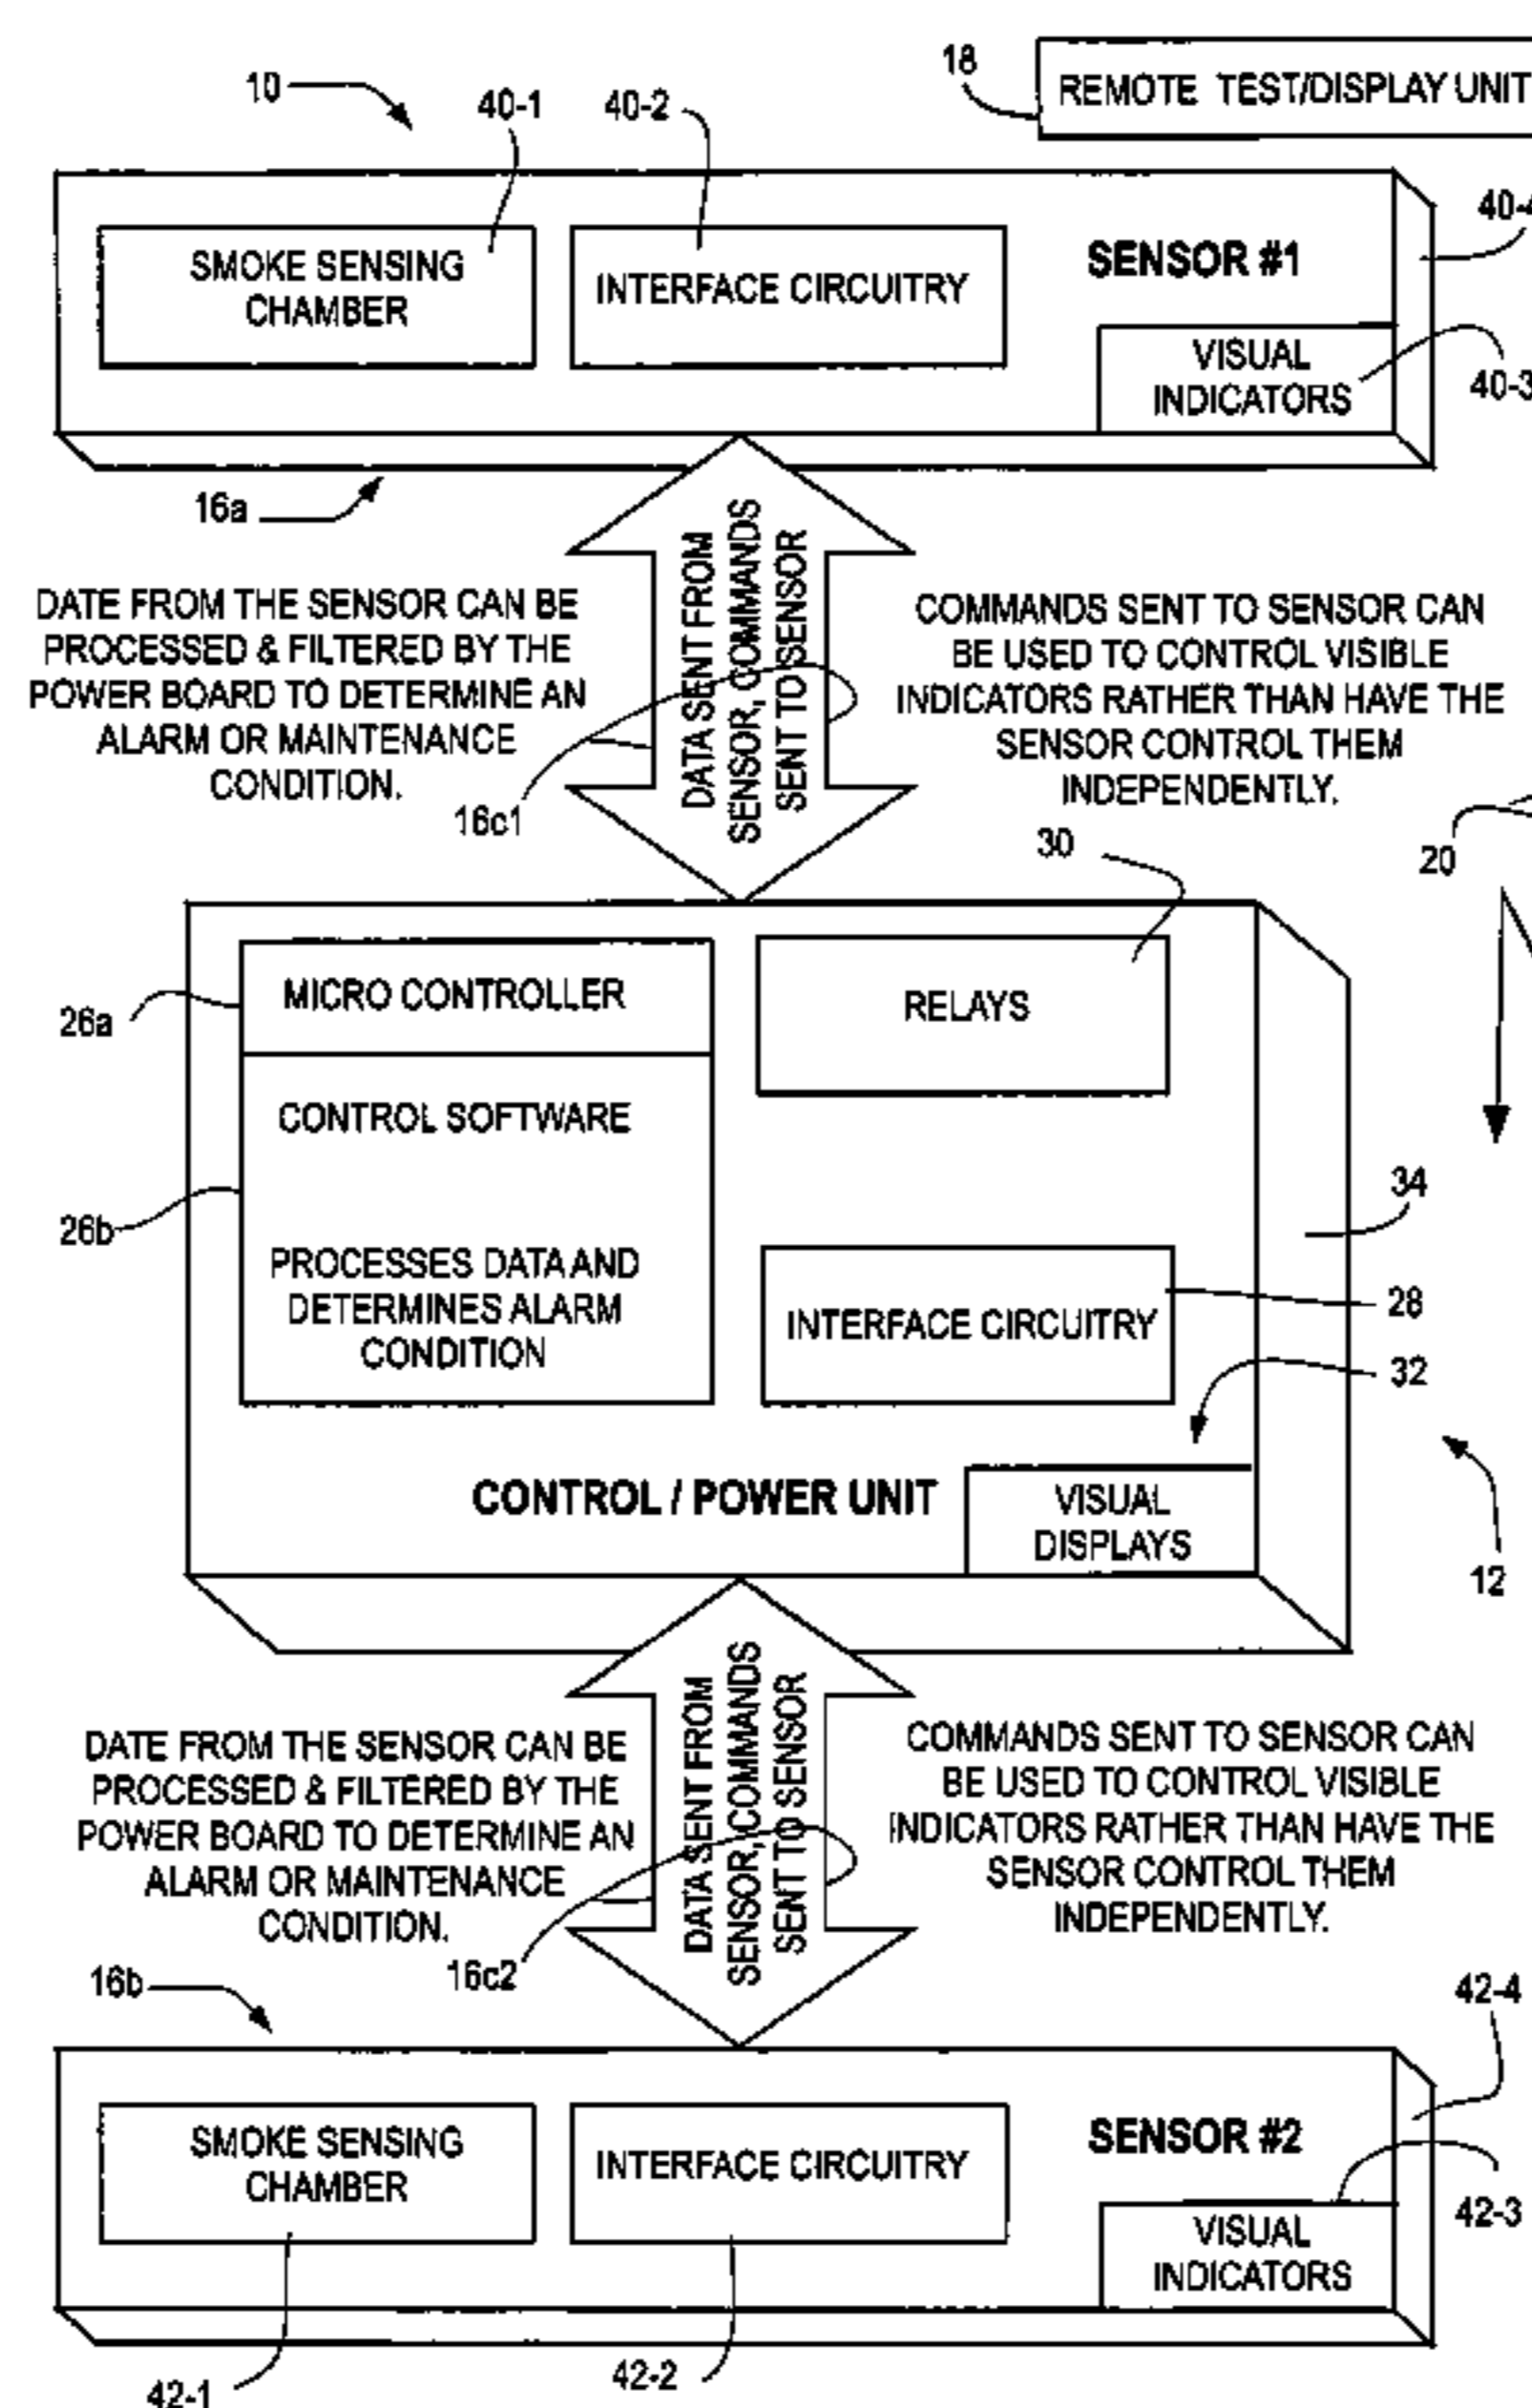 10
18
REMOTE TEST/DISPLAY UNIT
40-1
40-2
SMOKE SENSING
CHAMBER
INTERFACE CIRCUITRY
SENSOR #1
40-4
VISUAL
INDICATORS
40-3
16a
DATE FROM THE SENSOR CAN BE
PROCESSED & FILTERED BY THE
POWER BOARD TO DETERMINE AN
ALARM OR MAINTENANCE
CONDITION.
16c1
DATA SENT FROM
SENSOR, COMMANDS
SENT TO SENSOR
COMMANDS SENT TO SENSOR CAN
BE USED TO CONTROL VISIBLE
INDICATORS RATHER THAN HAVE THE
SENSOR CONTROL THEM
INDEPENDENTLY.
20
30
26a
MICRO CONTROLLER
RELAYS
CONTROL SOFTWARE
26b
PROCESSES DATA AND
DETERMINES ALARM
CONDITION
34
INTERFACE CIRCUITRY
28
32
CONTROL / POWER UNIT
VISUAL
DISPLAYS
12
DATE FROM THE SENSOR CAN BE
PROCESSED & FILTERED BY THE
POWER BOARD TO DETERMINE AN
ALARM OR MAINTENANCE
CONDITION.
16c2
DATA SENT FROM
SENSOR, COMMANDS
SENT TO SENSOR
COMMANDS SENT TO SENSOR CAN
BE USED TO CONTROL VISIBLE
INDICATORS RATHER THAN HAVE THE
SENSOR CONTROL THEM
INDEPENDENTLY.
16b
42-4
SMOKE SENSING
CHAMBER
INTERFACE CIRCUITRY
SENSOR #2
VISUAL
INDICATORS
42-3
42-1
42-2